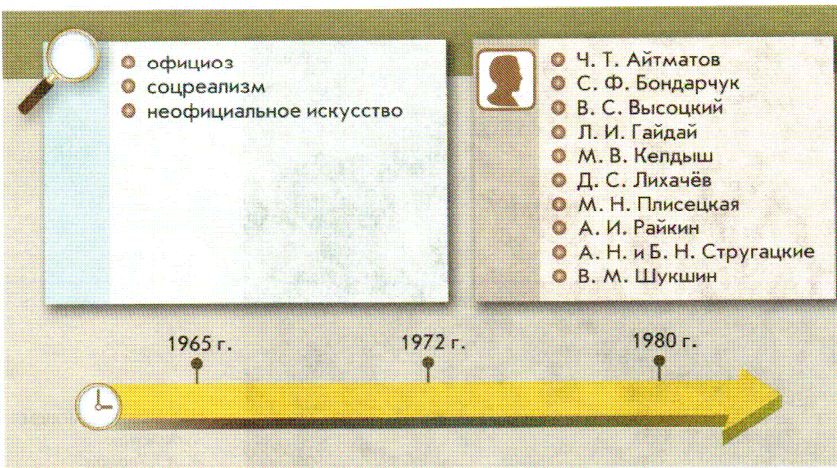 официоз
соцреализм
неофициальное искусство
Ч. Т. Айтматов
С. Ф. Бондарчук
В. С. Высоцкий
Л. И. Гайдай
М. В. Келдыш
Д. С. Лихачёв
М. Н. Плисецкая
А. И. Райкин
А. Н. и Б. Н. Стругацкие
В. М. Шукшин
1965 г.
1972 г.
1980 г.